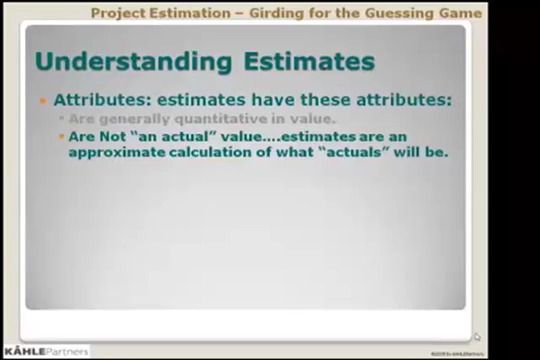 Project Estimation – Girding for the Guessing Game
Understanding Estimates
• Attributes: estimates have these attributes:
Are generally quantitative in value.
Are Not “an actual” value….estimates are an
approximate calculation of what “actuals” will be.
KÄHLEPartners